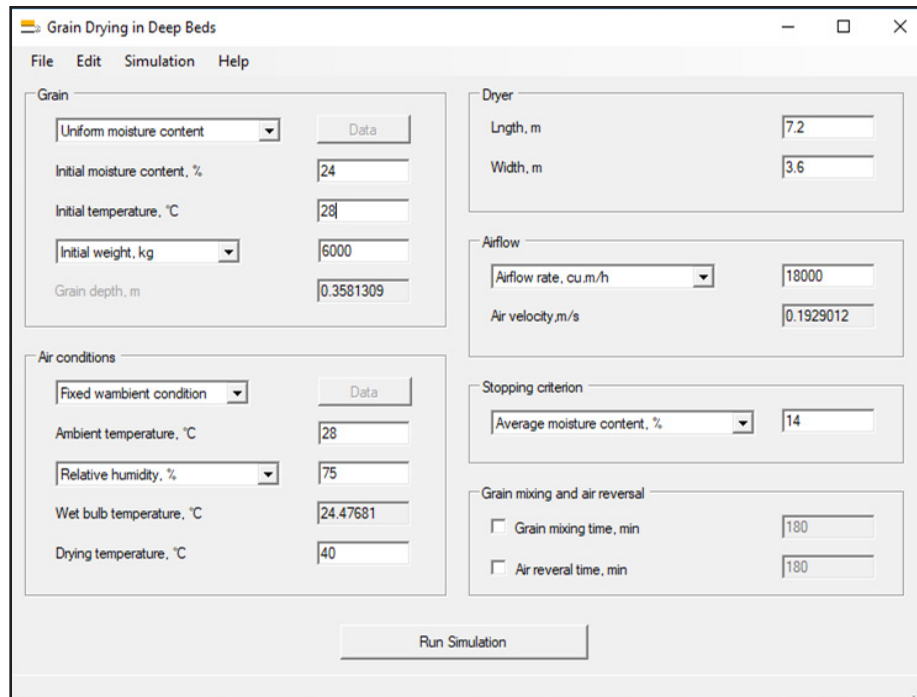 Grain Drying in Deep Beds
File Edit Simulation Help
Grain
Uniform moisture content Data
Initial moisture content, % 24
Initial temperature, °C 28
Initial weight, kg 6000
Grain depth, m 0.3581309
Air conditions
Fixed wambient condition Data
Ambient temperature, °C 28
Relative humidity, % 75
Wet bulb temperature, °C 24.47681
Drying temperature, °C 40
Dryer
Lngth, m 7.2
Width, m 3.6
Airflow
Airflow rate, cu.m/h 18000
Air velocity,m/s 0.1929012
Stopping criterion
Average moisture content, % 14
Grain mixing and air reversal
Grain mixing time, min 180
Air reveral time, min 180
Run Simulation